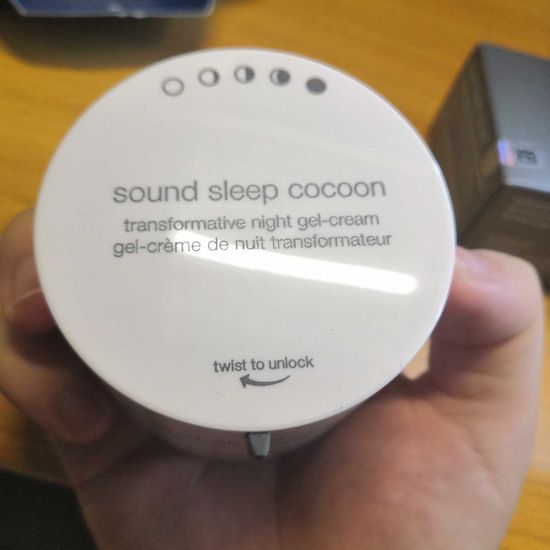 sound sleep cocoon
transformative night gel-cream
gel-crème de nuit transformateur
twist to unlock